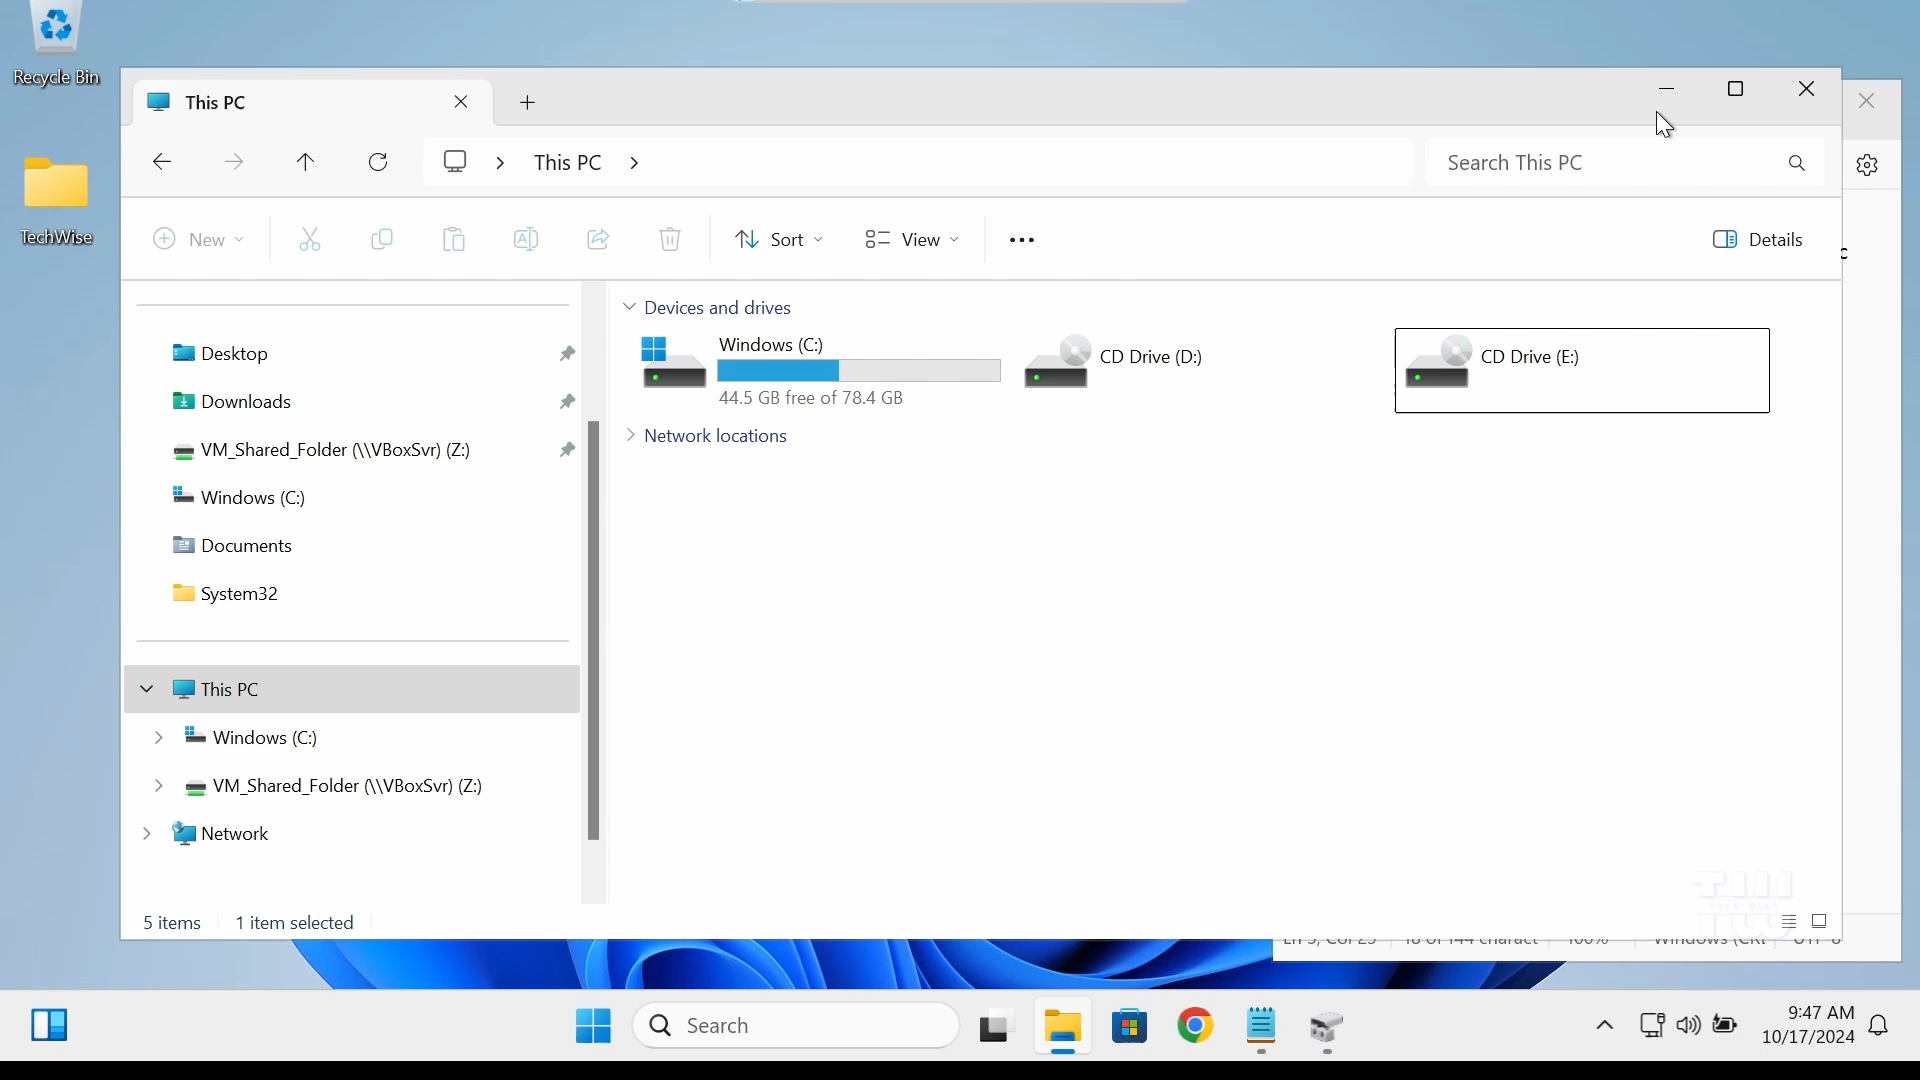 Recycle Bin
This PC
This PC
Search This PC
TechWise
New
Sort
View
Details
c
Devices and drives
Desktop
Windows (C:)
CD Drive (D:)
CD Drive (E:)
Downloads
44.5 GB free of 78.4 GB
Network locations
VM_Shared_Folder (\\VBoxSvr) (Z:)
Windows (C:)
Documents
System32
This PC
Windows (C:)
VM_Shared_Folder (\\VBoxSvr) (Z:)
Network
5 items 1 item selected
Search
9:47 AM
10/17/2024